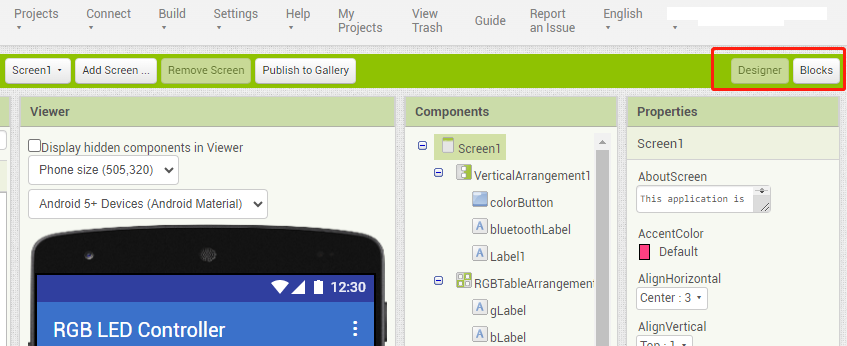 Projects Connect Build Settings Help My Projects View Trash Guide Report an Issue English
Screen1 Add Screen ... Remove Screen Publish to Gallery Designer Blocks
Viewer
Display hidden components in Viewer
Phone size (505,320)
Android 5+ Devices (Android Material)
12:30
RGB LED Controller
Components
Screen1
VerticalArrangement1
colorButton
bluetoothLabel
Label1
RGBTableArrangement
gLabel
bLabel
Properties
Screen1
AboutScreen
This application is
AccentColor
Default
AlignHorizontal
Center : 3
AlignVertical
Top : 1